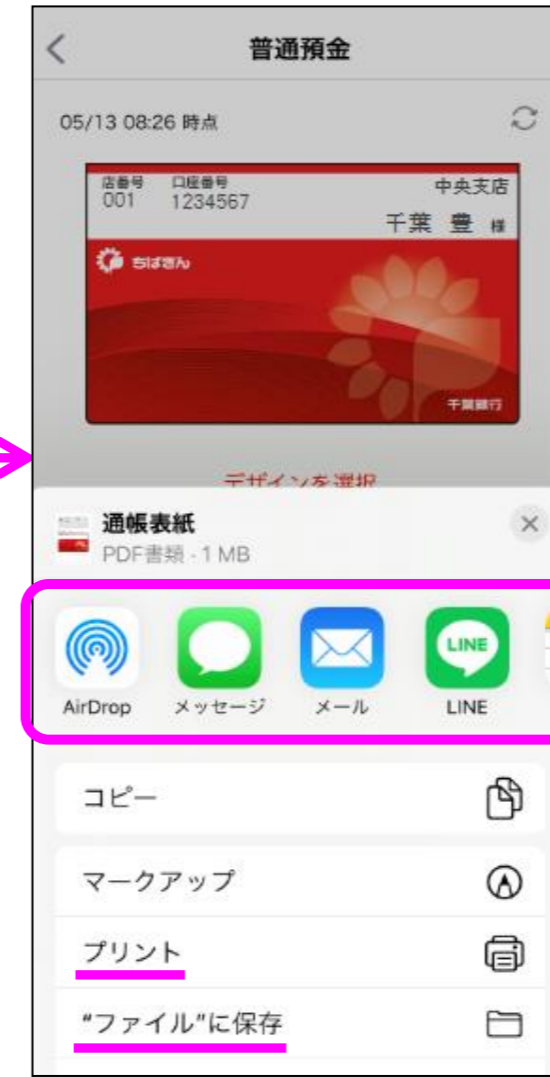 普通預金
05/13 08:26 時点
店番号 口座番号 中央支店
001 1234567
千葉 豊 様
ちばぎん
千葉銀行
デザインを選択
通帳表紙
PDF書類 - 1 MB
LINE
AirDrop メッセージ メール LINE
コピー
マークアップ
プリント
“ファイル”に保存